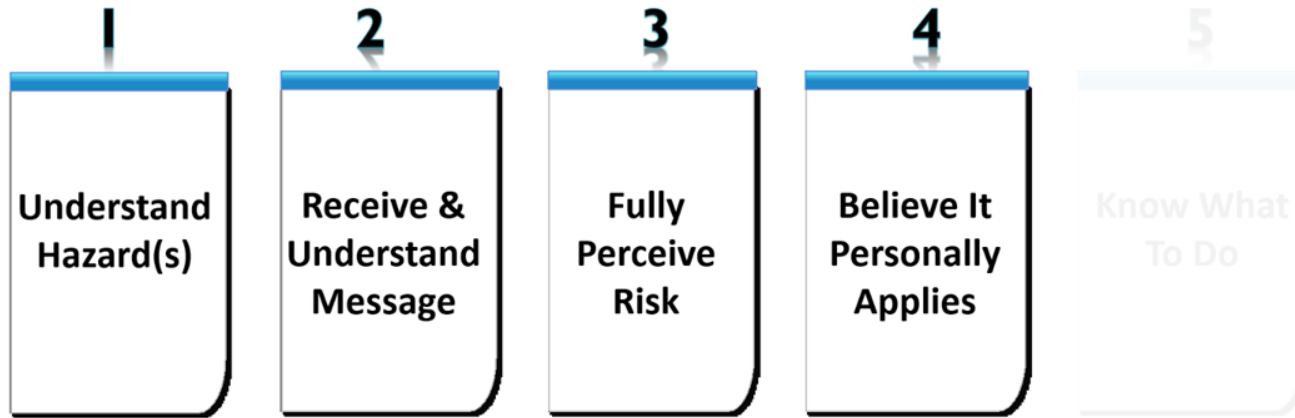 1
Understand
Hazard(s)
2
Receive &
Understand
Message
3
Fully
Perceive
Risk
4
Believe It
Personally
Applies
5
Know What
To Do